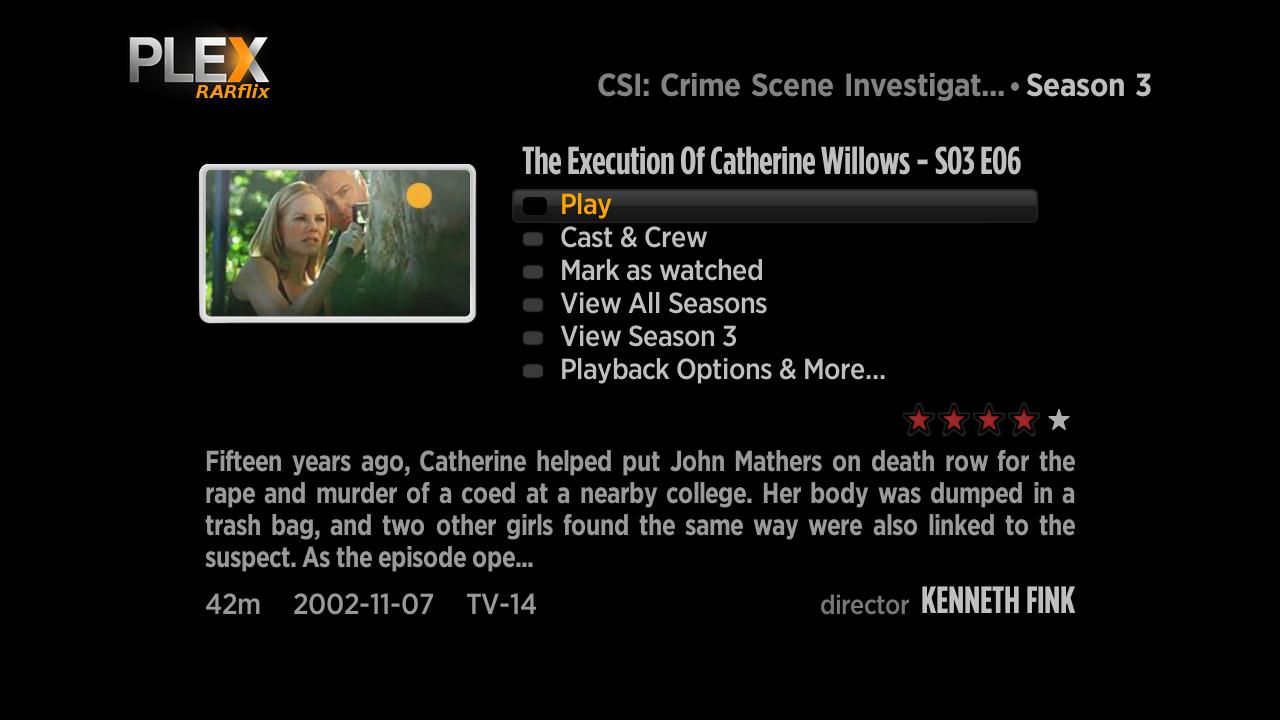 PLEX
RARflix
CSI: Crime Scene Investigat... • Season 3
The Execution Of Catherine Willows - S03 E06
Play
Cast & Crew
Mark as watched
View All Seasons
View Season 3
Playback Options & More...
Fifteen years ago, Catherine helped put John Mathers on death row for the
rape and murder of a coed at a nearby college. Her body was dumped in a
trash bag, and two other girls found the same way were also linked to the
suspect. As the episode ope...
42m 2002-11-07 TV-14 director KENNETH FINK